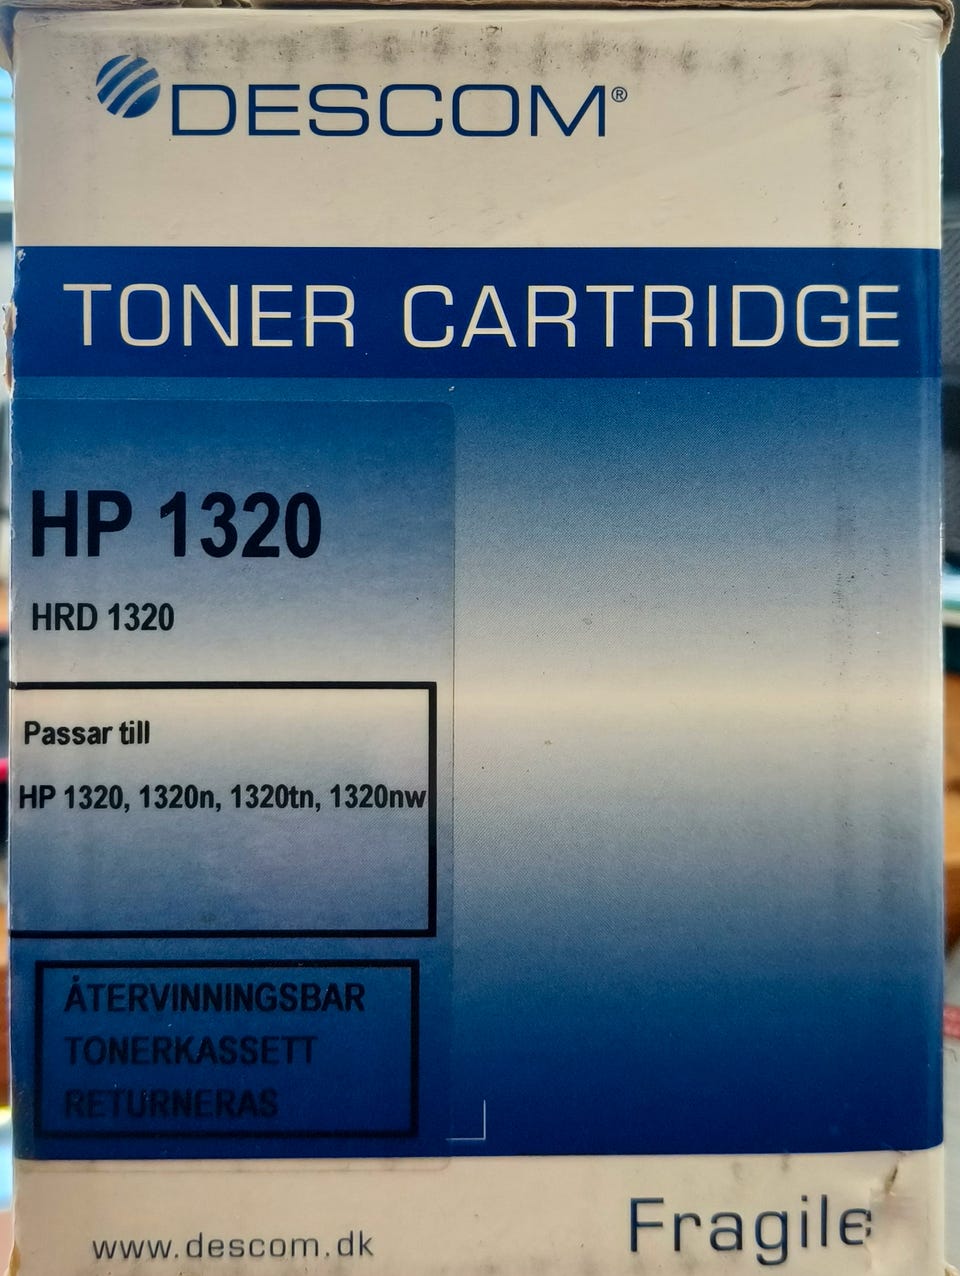 DESCOM®
TONER CARTRIDGE
HP 1320
HRD 1320
Passar till
HP 1320, 1320n, 1320tn, 1320nw
ÅTERVINNINGSBAR
TONERKASSETT
RETURNERAS
www.descom.dk
Fragile